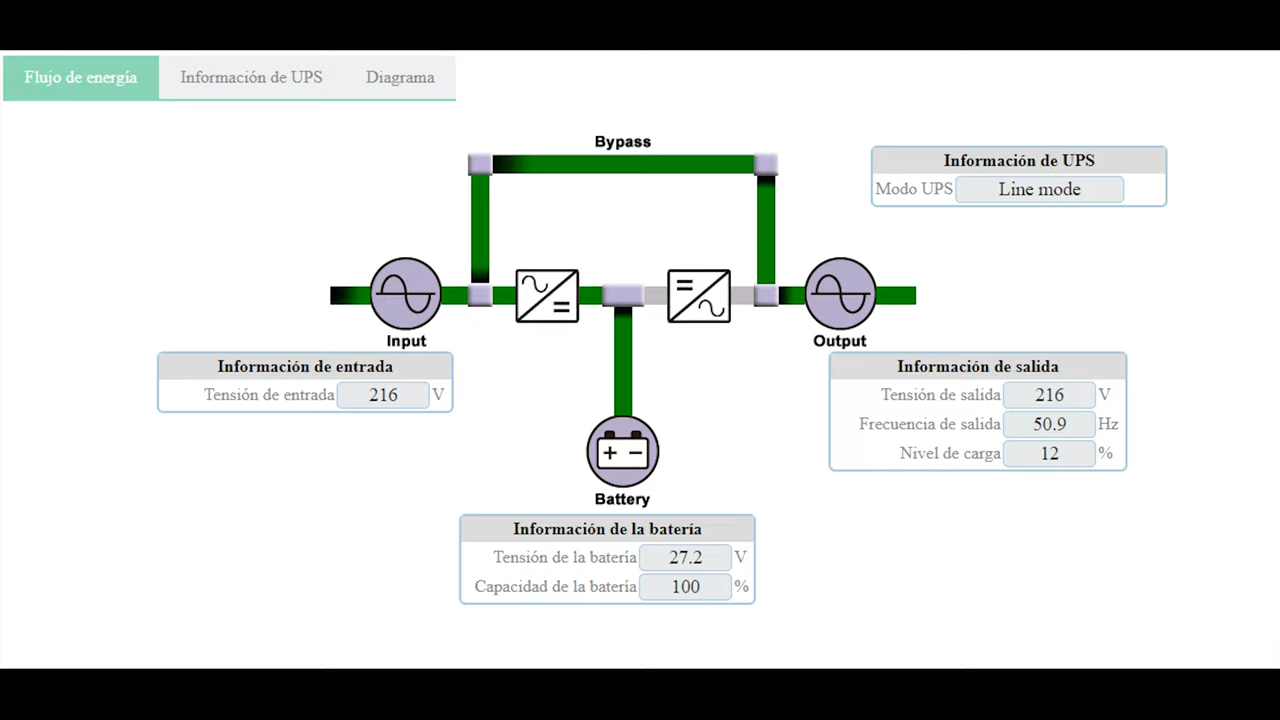 Flujo de energía
Información de UPS
Diagrama
Bypass
Información de UPS
Modo UPS Line mode
Input
Output
Información de entrada
Tensión de entrada 216 V
Información de salida
Tensión de salida 216 V
Frecuencia de salida 50.9 Hz
Nivel de carga 12 %
Battery
Información de la batería
Tensión de la batería 27.2 V
Capacidad de la batería 100 %